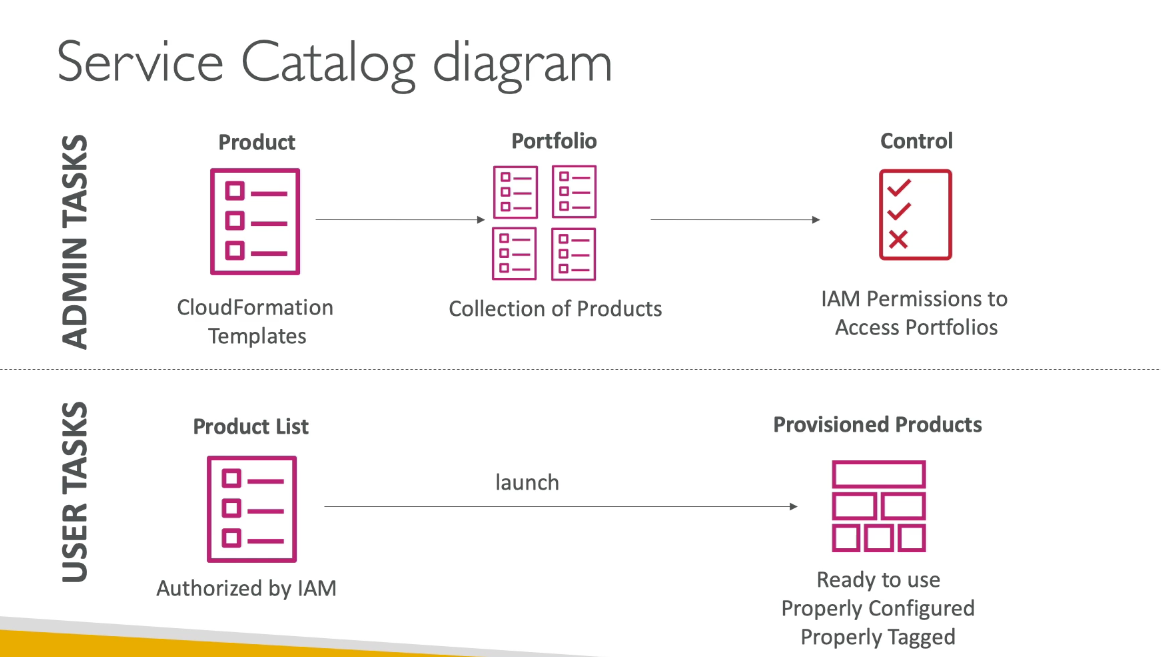 Service Catalog diagram
ADMIN TASKS
Product
CloudFormation
Templates
Portfolio
Collection of Products
Control
IAM Permissions to
Access Portfolios
USER TASKS
Product List
Authorized by IAM
launch
Provisioned Products
Ready to use
Properly Configured
Properly Tagged